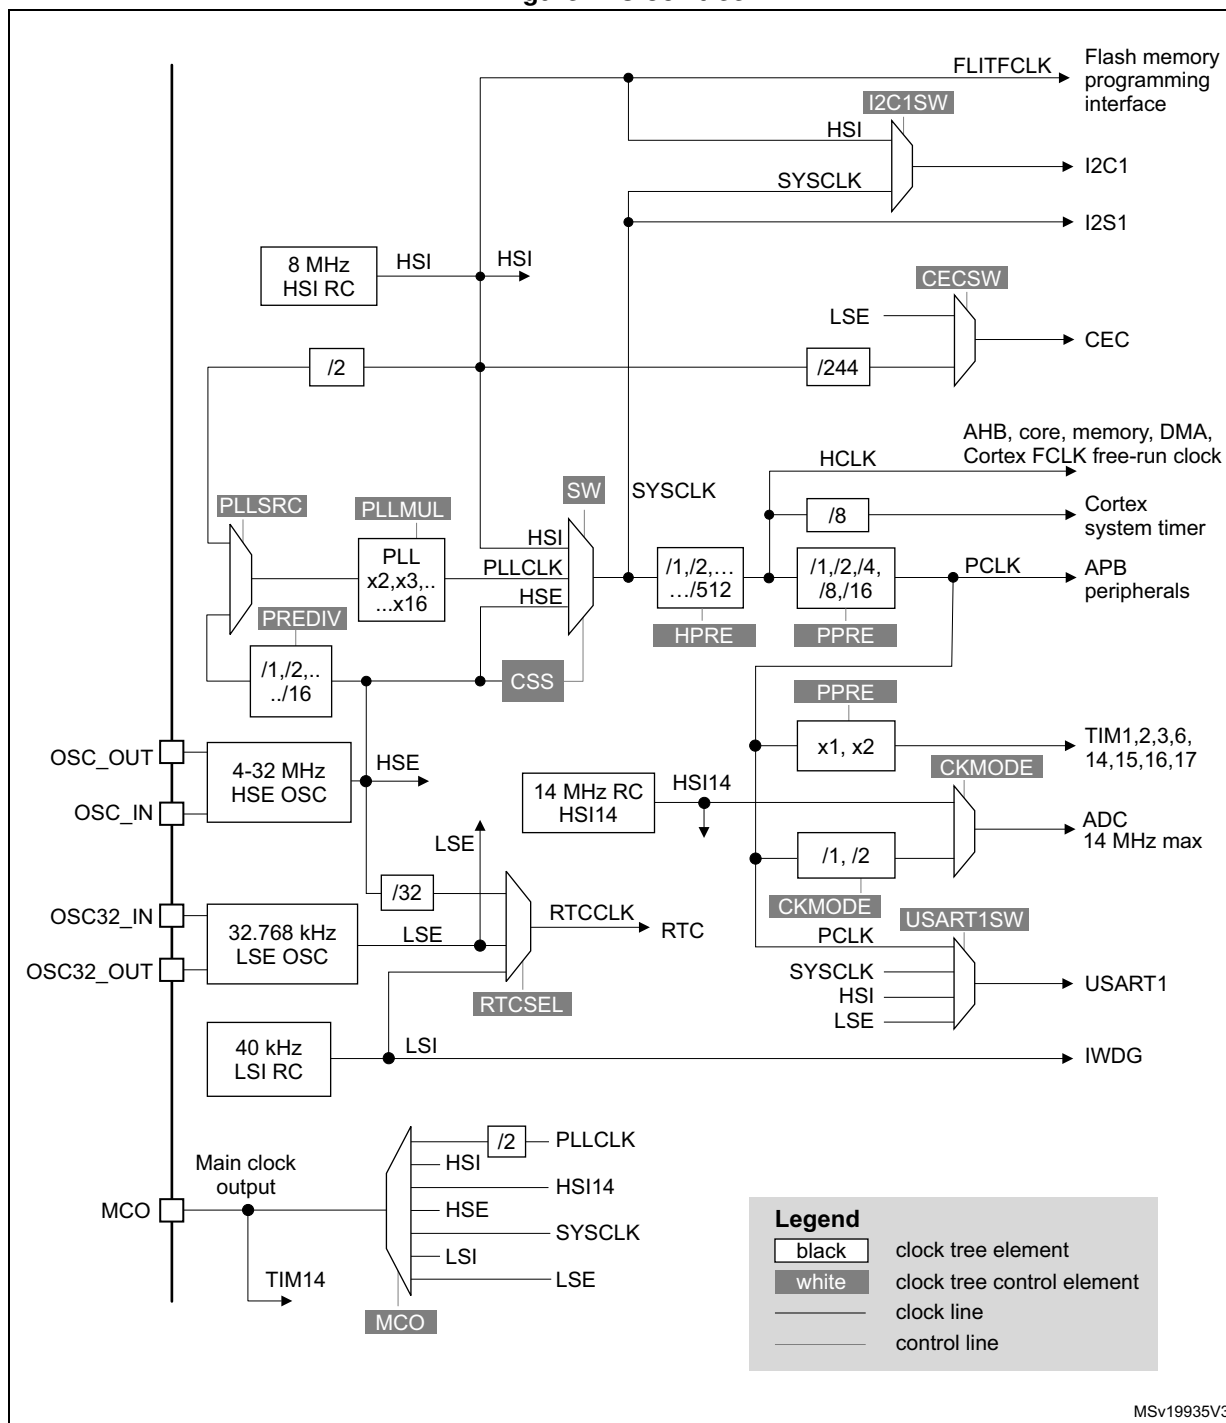 FLITFCLK
Flash memory
programming
interface
I2C1SW
HSI
I2C1
SYSCLK
I2S1
8 MHz
HSI RC
HSI
HSI
CECSW
LSE
CEC
/2
/244
AHB, core, memory, DMA,
Cortex FCLK free-run clock
HCLK
PLLSRC
PLLMUL
SW
SYSCLK
/8
Cortex
system timer
PLL
x2,x3,..
...x16
HSI
PLLCLK
HSE
/1,/2,...
.../512
/1,/2,/4,
/8,/16
PCLK
APB
peripherals
HPRE
PPRE
PREDIV
/1,/2,..
../16
CSS
PPRE
x1, x2
TIM1,2,3,6,
14,15,16,17
OSC_OUT
OSC_IN
4-32 MHz
HSE OSC
HSE
14 MHz RC
HSI14
HSI14
CKMODE
ADC
14 MHz max
/1, /2
CKMODE
LSE
/32
OSC32_IN
OSC32_OUT
32.768 kHz
LSE OSC
LSE
RTCCLK
RTC
RTCSEL
USART1SW
PCLK
SYSCLK
HSI
LSE
USART1
40 kHz
LSI RC
LSI
IWDG
Main clock
output
MCO
TIM14
/2
PLLCLK
HSI
HSI14
HSE
SYSCLK
LSI
LSE
MCO
Legend
black
clock tree element
white
clock tree control element
clock line
control line
MSv19935V3